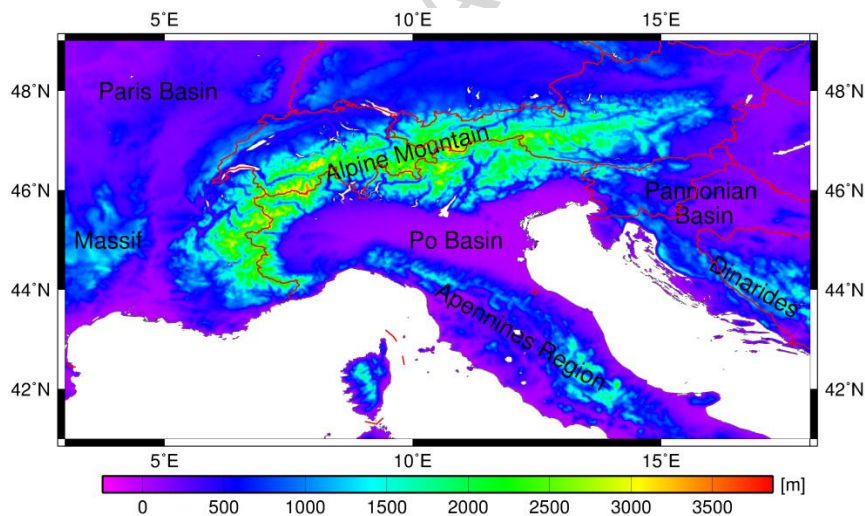 5°E 10°E 15°E
48°N 48°N
Paris Basin
Alpine Mountain
46°N 46°N
Pannonian
Basin
Massif
Po Basin
44°N 44°N
Dinarides
Apennines Region
42°N 42°N
5°E 10°E 15°E
[m]
0 500 1000 1500 2000 2500 3000 3500